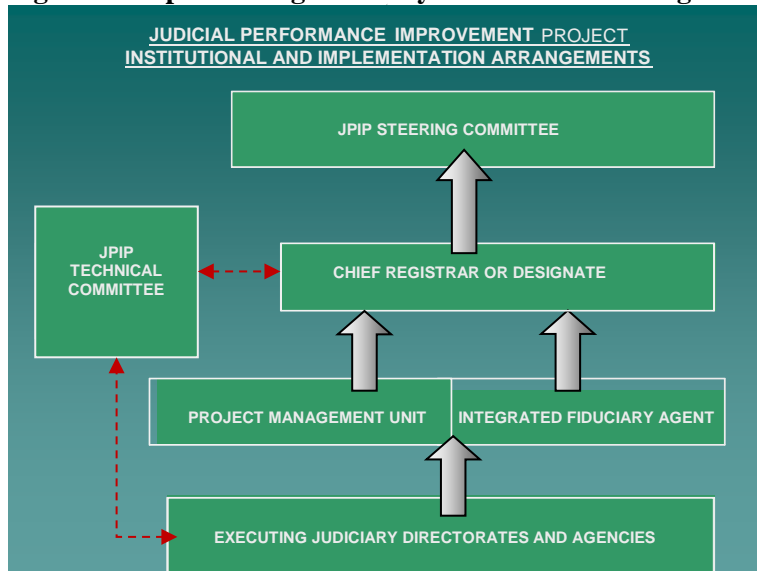 JUDICIAL PERFORMANCE IMPROVEMENT PROJECT
INSTITUTIONAL AND IMPLEMENTATION ARRANGEMENTS
JPIP STEERING COMMITTEE
JPIP
TECHNICAL
COMMITTEE
CHIEF REGISTRAR OR DESIGNATE
PROJECT MANAGEMENT UNIT
INTEGRATED FIDUCIARY AGENT
EXECUTING JUDICIARY DIRECTORATES AND AGENCIES